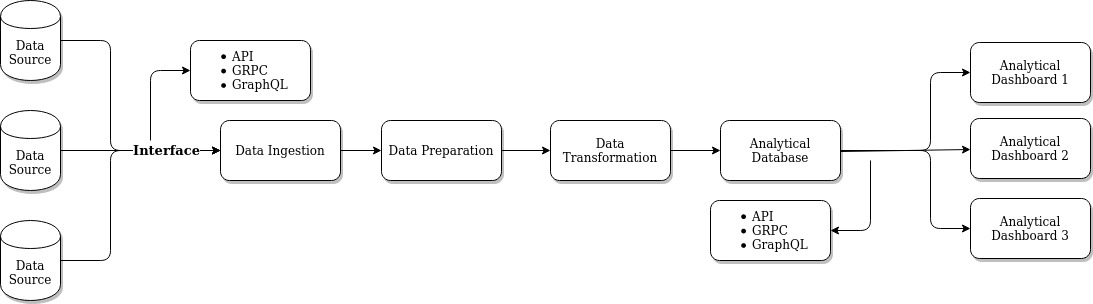 Data
Source
Data
Source
Data
Source
Interface
• API
• GRPC
• GraphQL
Data Ingestion
Data Preparation
Data
Transformation
Analytical
Database
• API
• GRPC
• GraphQL
Analytical
Dashboard 1
Analytical
Dashboard 2
Analytical
Dashboard 3